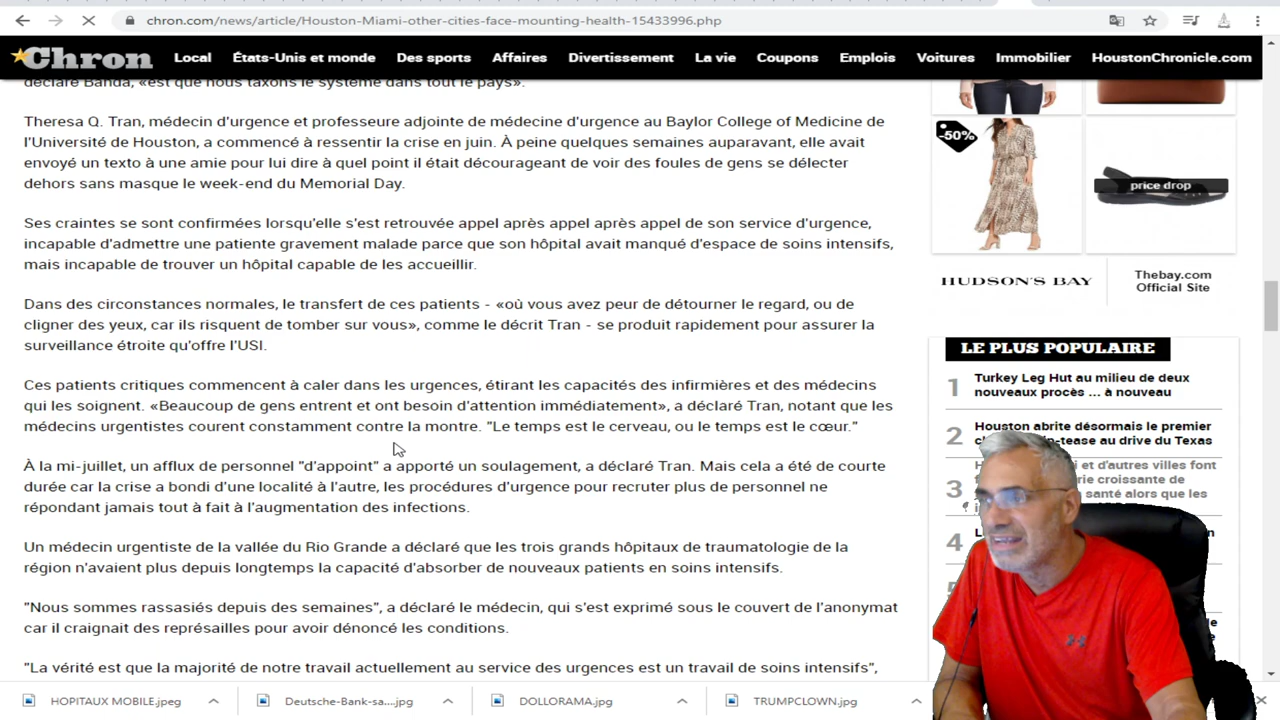 chron.com/news/article/Houston-Miami-other-cities-face-mounting-health-15433996.php
Chron
Local
États-Unis et monde
Des sports
Affaires
Divertissement
La vie
Coupons
Emplois
Voitures
Immobilier
HoustonChronicle.com
déclaré Banda, «est que nous taxons le système dans tout le pays».
Theresa Q. Tran, médecin d'urgence et professeure adjointe de médecine d'urgence au Baylor College of Medicine de
l'Université de Houston, a commencé à ressentir la crise en juin. À peine quelques semaines auparavant, elle avait
envoyé un texto à une amie pour lui dire à quel point il était décourageant de voir des foules de gens se délecter
dehors sans masque le week-end du Memorial Day.
Ses craintes se sont confirmées lorsqu'elle s'est retrouvée appel après appel après appel de son service d'urgence,
incapable d'admettre une patiente gravement malade parce que son hôpital avait manqué d'espace de soins intensifs,
mais incapable de trouver un hôpital capable de les accueillir.
Dans des circonstances normales, le transfert de ces patients - «où vous avez peur de détourner le regard, ou de
cligner des yeux, car ils risquent de tomber sur vous», comme le décrit Tran - se produit rapidement pour assurer la
surveillance étroite qu'offre l'USI.
Ces patients critiques commencent à caler dans les urgences, étirant les capacités des infirmières et des médecins
qui les soignent. «Beaucoup de gens entrent et ont besoin d'attention immédiatement», a déclaré Tran, notant que les
médecins urgentistes courent constamment contre la montre. "Le temps est le cerveau, ou le temps est le cœur."
À la mi-juillet, un afflux de personnel "d'appoint" a apporté un soulagement, a déclaré Tran. Mais cela a été de courte
durée car la crise a bondi d'une localité à l'autre, les procédures d'urgence pour recruter plus de personnel ne
répondant jamais tout à fait à l'augmentation des infections.
Un médecin urgentiste de la vallée du Rio Grande a déclaré que les trois grands hôpitaux de traumatologie de la
région n'avaient plus depuis longtemps la capacité d'absorber de nouveaux patients en soins intensifs.
"Nous sommes rassasiés depuis des semaines", a déclaré le médecin, qui s'est exprimé sous le couvert de l'anonymat
car il craignait des représailles pour avoir dénoncé les conditions.
"La vérité est que la majorité de notre travail actuellement au service des urgences est un travail de soins intensifs",
-50%
price drop
HUDSON'S BAY
Thebay.com
Official Site
LE PLUS POPULAIRE
1
Turkey Leg Hut au milieu de deux
nouveaux procès ... à nouveau
2
Houston abrite désormais le premier
tease au drive du Texas
3
et d'autres villes font
croissante de
santé alors que les
4
HOPITAUX MOBILE.jpeg
Deutsche-Bank-sa....jpg
DOLLORAMA.jpg
TRUMPCLOWN.jpg